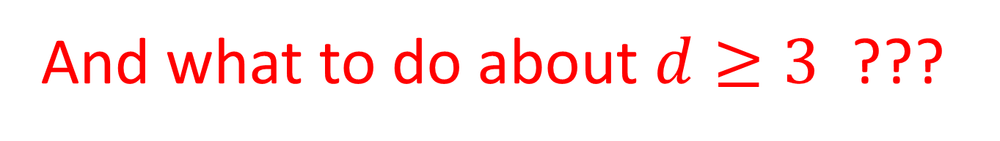 And what to do about 𝑑 ≥ 3 ???